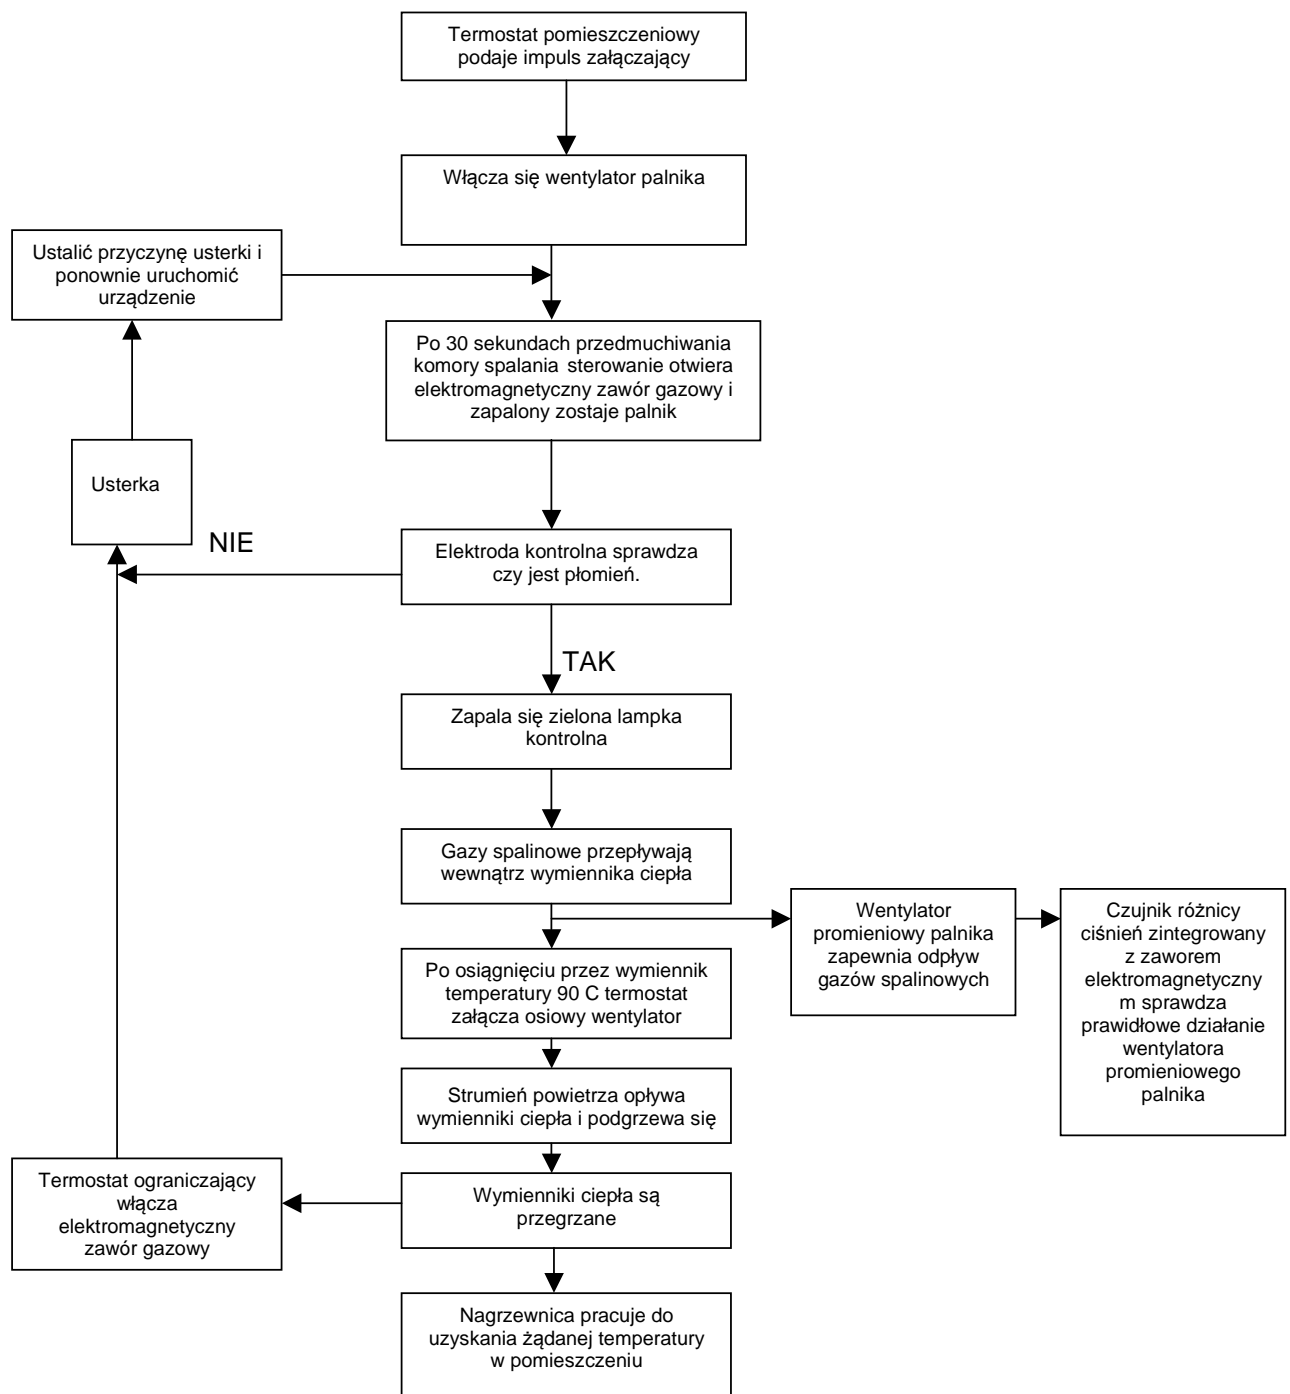 Termostat pomieszczeniowy
podaje impuls załączający
Włącza się wentylator palnika
Ustalić przyczynę usterki i
ponownie uruchomić
urządzenie
Po 30 sekundach przedmuchiwania
komory spalania sterowanie otwiera
elektromagnetyczny zawór gazowy i
zapalony zostaje palnik
Usterka
NIE
Elektroda kontrolna sprawdza
czy jest płomień.
TAK
Zapala się zielona lampka
kontrolna
Gazy spalinowe przepływają
wewnątrz wymiennika ciepła
Wentylator
promieniowy palnika
zapewnia odpływ
gazów spalinowych
Czujnik różnicy
ciśnień zintegrowany
z zaworem
elektromagnetyczny
m sprawdza
prawidłowe działanie
wentylatora
promieniowego
palnika
Po osiągnięciu przez wymiennik
temperatury 90 C termostat
załącza osiowy wentylator
Strumień powietrza opływa
wymienniki ciepła i podgrzewa się
Termostat ograniczający
włącza
elektromagnetyczny
zawór gazowy
Wymienniki ciepła są
przegrzane
Nagrzewnica pracuje do
uzyskania żądanej temperatury
w pomieszczeniu